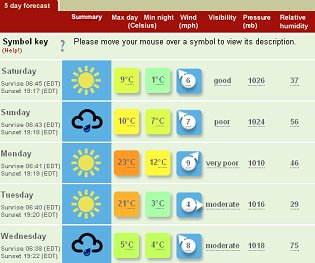 5 day forecast
Summary Max day Min night Wind Visibility Pressure Relative
(Celsius) (mph) (mb) humidity
Symbol key ? Please move your mouse over a symbol to view its description.
(Help!)
Saturday
Sunrise 06:45 (EDT)
Sunset 19:17 (EDT)
9°C 1°C 6 good 1026 37
Sunday
Sunrise 06:43 (EDT)
Sunset 19:18 (EDT)
10°C 7°C 7 poor 1024 56
Monday
Sunrise 06:41 (EDT)
Sunset 19:19 (EDT)
23°C 12°C 9 very poor 1010 46
Tuesday
Sunrise 06:40 (EDT)
Sunset 19:20 (EDT)
21°C 3°C 4 moderate 1016 29
Wednesday
Sunrise 06:38 (EDT)
Sunset 19:22 (EDT)
5°C 4°C 8 moderate 1018 75